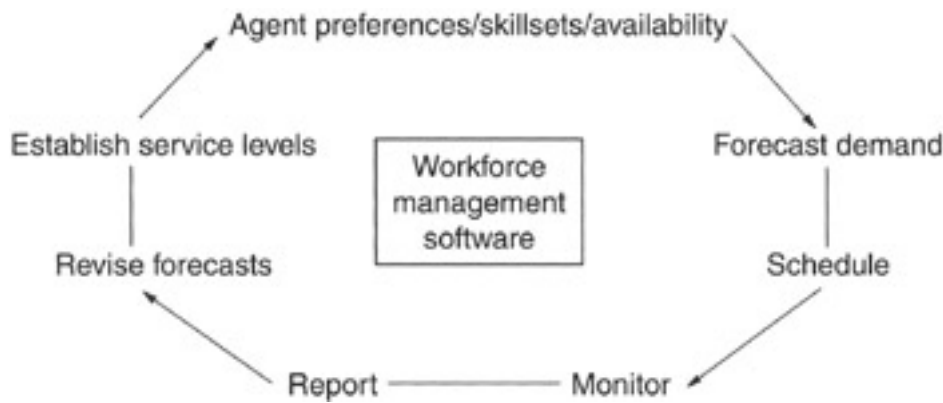 Agent preferences/skillsets/availability
Establish service levels
Forecast demand
Workforce
management
software
Revise forecasts
Schedule
Report
Monitor